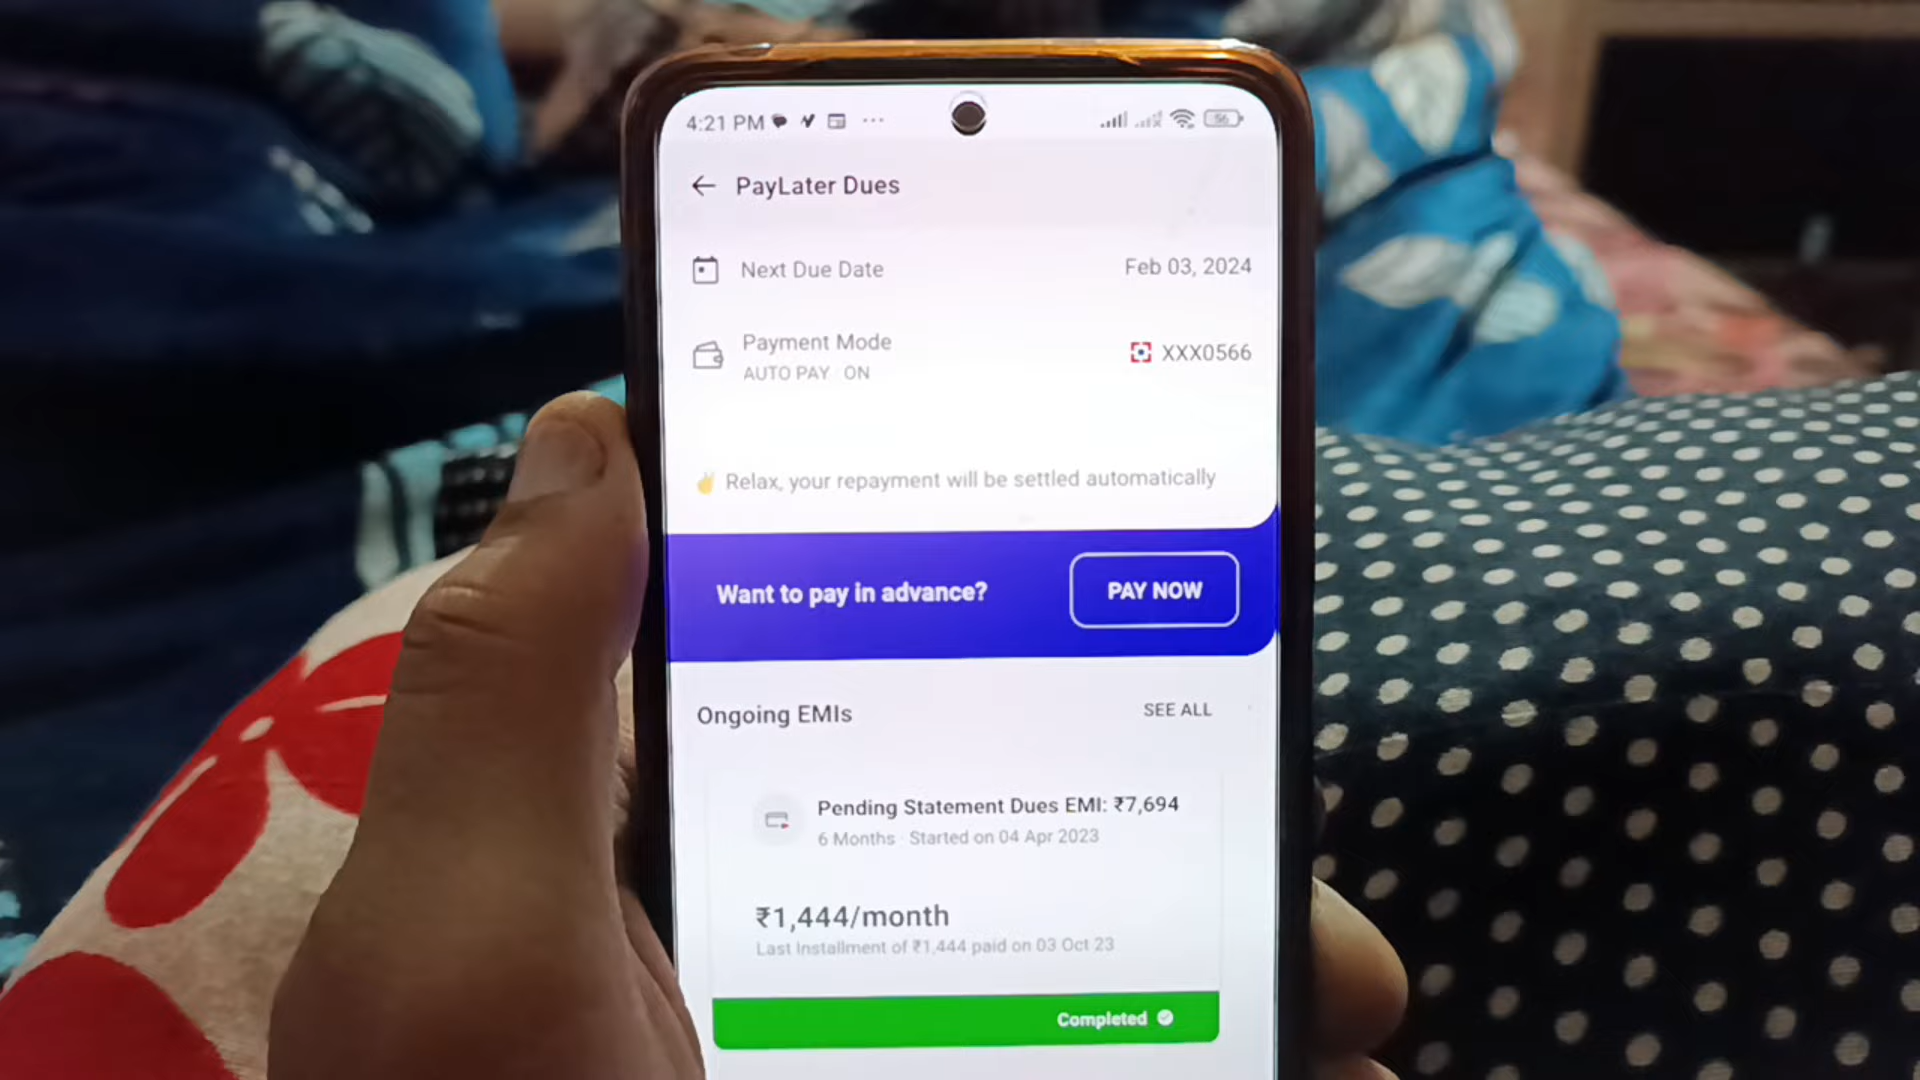 4:21 PM ...
56
PayLater Dues
Next Due Date Feb 03, 2024
Payment Mode XXX0566
AUTO PAY · ON
✌ Relax, your repayment will be settled automatically
Want to pay in advance? PAY NOW
Ongoing EMIs SEE ALL
Pending Statement Dues EMI: ₹7,694
6 Months · Started on 04 Apr 2023
₹1,444/month
Last Installment of ₹1,444 paid on 03 Oct 23
Completed